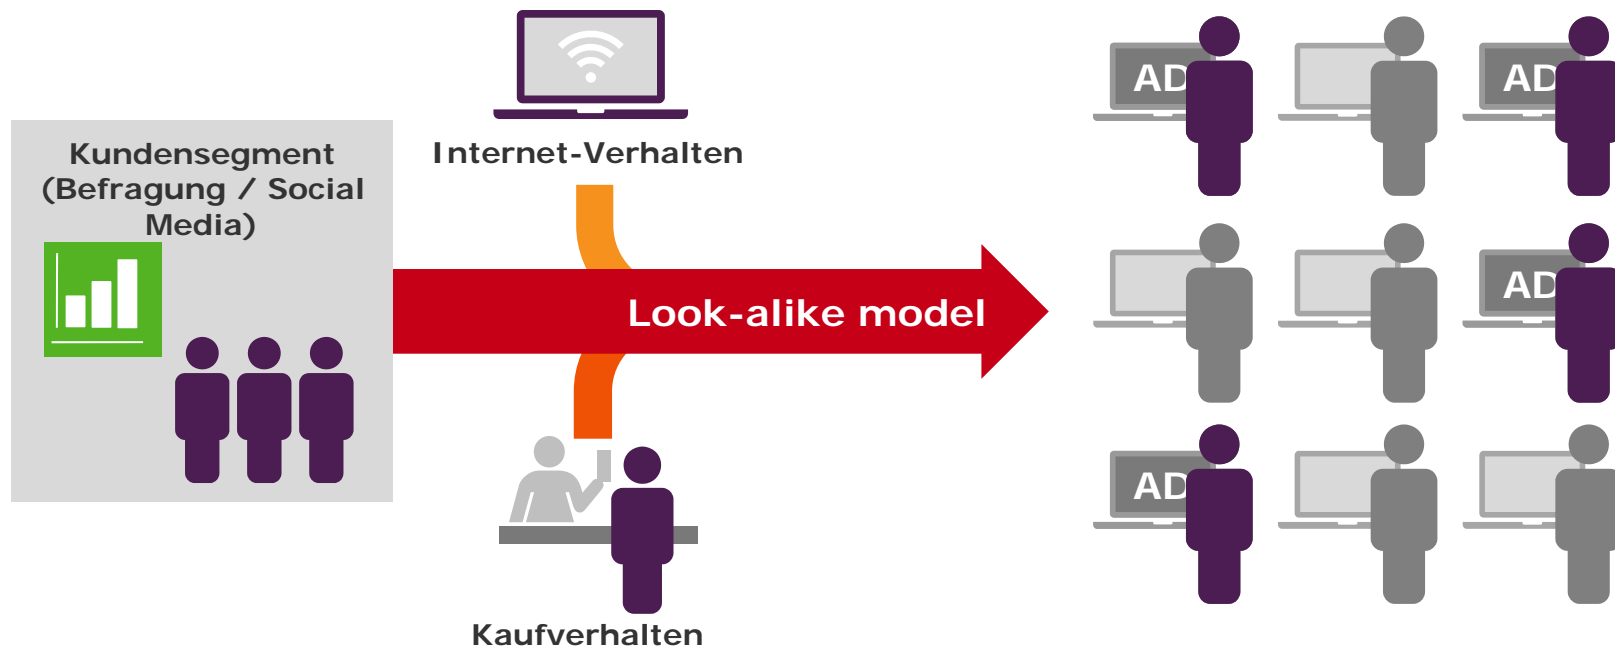 Kundensegment
(Befragung / Social
Media)
Internet-Verhalten
Look-alike model
Kaufverhalten
AD
AD
AD
AD